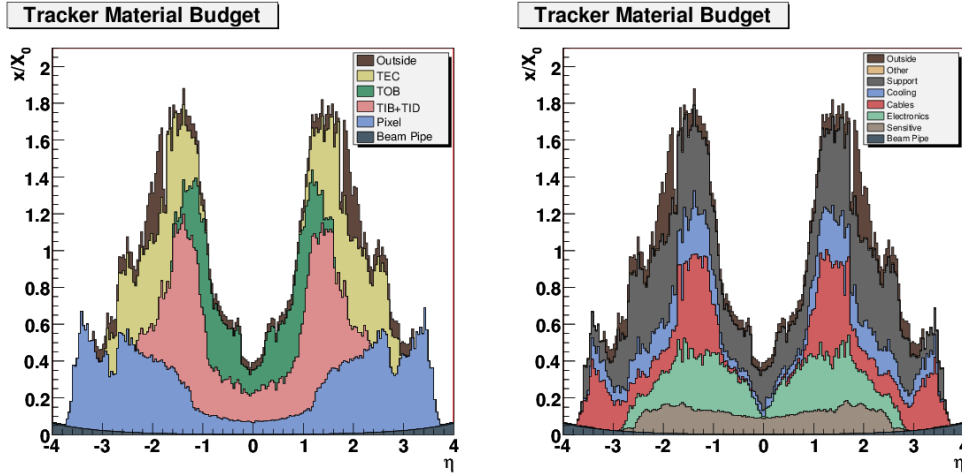 Tracker Material Budget
x/X0
2
1.8
1.6
1.4
1.2
1
0.8
0.6
0.4
0.2
0
-4 -3 -2 -1 0 1 2 3 4
η
Outside
TEC
TOB
TIB+TID
Pixel
Beam Pipe
Tracker Material Budget
x/X0
2
1.8
1.6
1.4
1.2
1
0.8
0.6
0.4
0.2
0
-4 -3 -2 -1 0 1 2 3 4
η
Outside
Other
Support
Cooling
Cables
Electronics
Sensitive
Beam Pipe